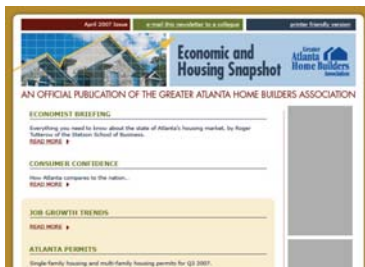 April 2007 Issue
e-mail this newsletter to a collegue
printer friendly version
Economic and
Housing Snapshot
Greater
Atlanta
Home Builders
Association
AN OFFICIAL PUBLICATION OF THE GREATER ATLANTA HOME BUILDERS ASSOCIATION
ECONOMIST BRIEFING
Everything you need to know about the state of Atlanta's housing market, by Roger
Tutterow of the Stetson School of Business.
READ MORE
CONSUMER CONFIDENCE
How Atlanta compares to the nation...
READ MORE
JOB GROWTH TRENDS
READ MORE
ATLANTA PERMITS
Single-family housing and multi-family housing permits for Q2 2007.